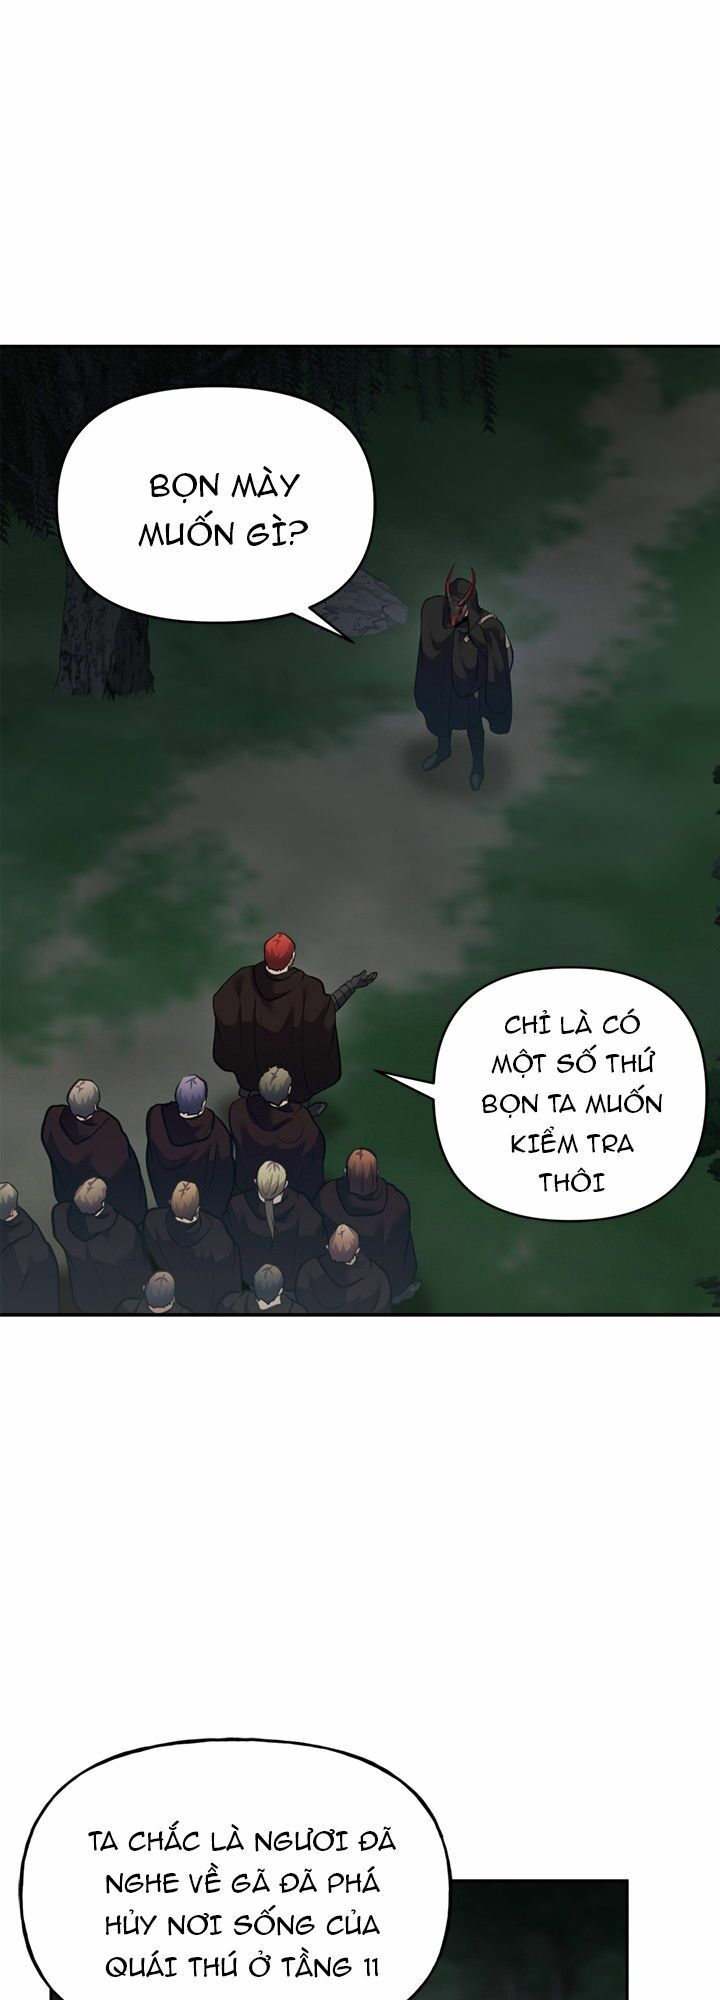 BỌN MÀY
MUỐN GÌ?
CHỈ LÀ CÓ
MỘT SỐ THỨ
BỌN TA MUỐN
KIỂM TRA
THÔI
TA CHẮC LÀ NGƯƠI ĐÃ
NGHE VỀ GÃ ĐÃ PHÁ
HỦY NƠI SỐNG CỦA
QUÁI THÚ Ở TẦNG 11